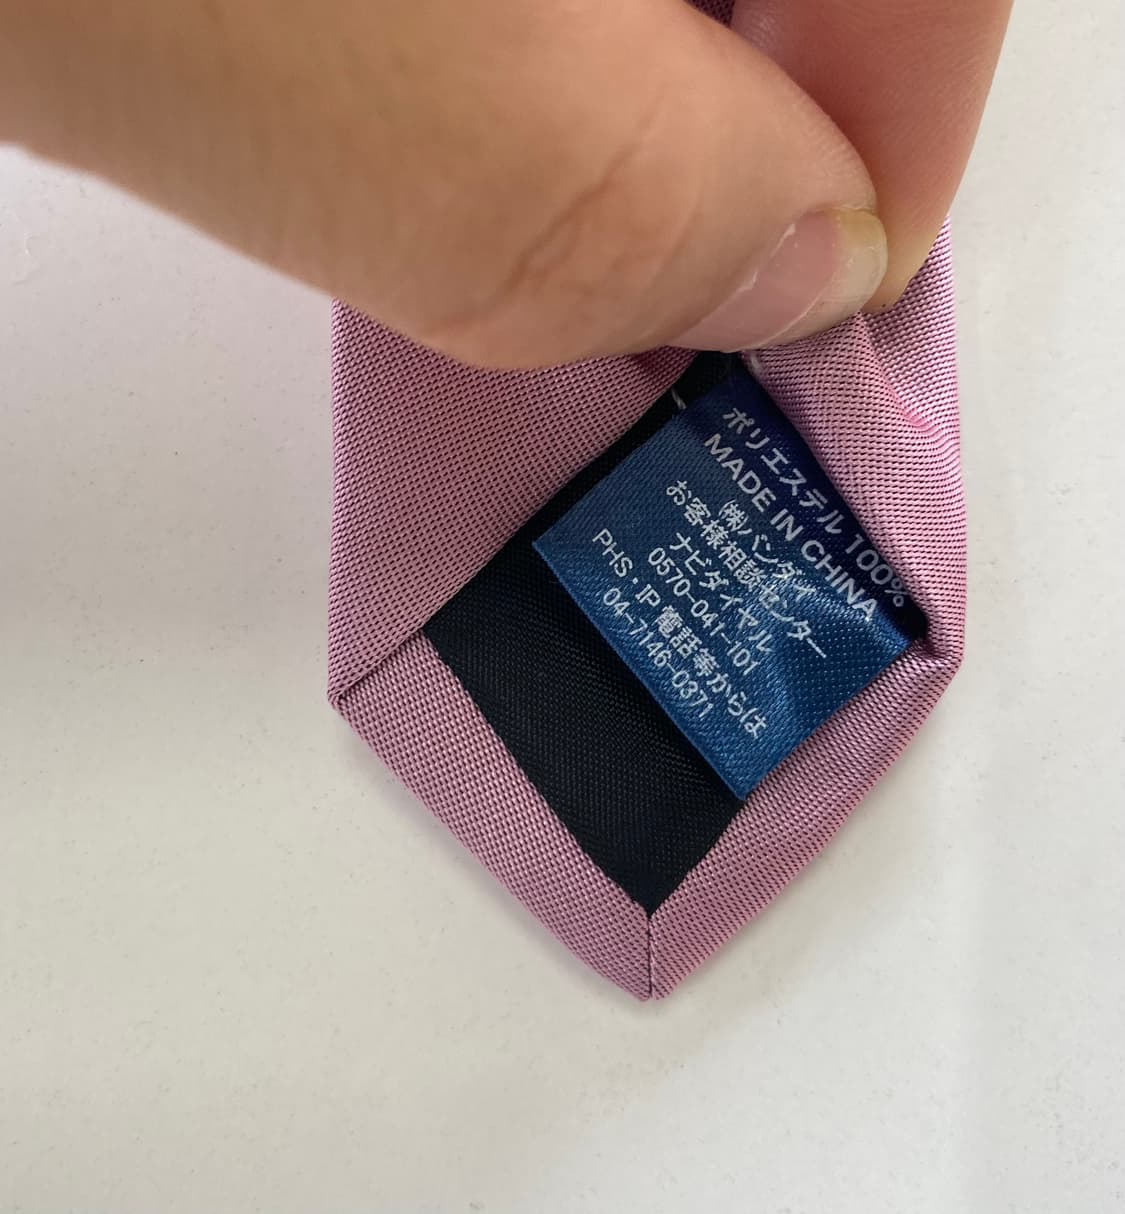 ポリエステル 100%
MADE IN CHINA
㈱バンダイ
お客様相談センター
ナビダイヤル
0570-041-101
PHS・IP電話等からは
04-7146-0371